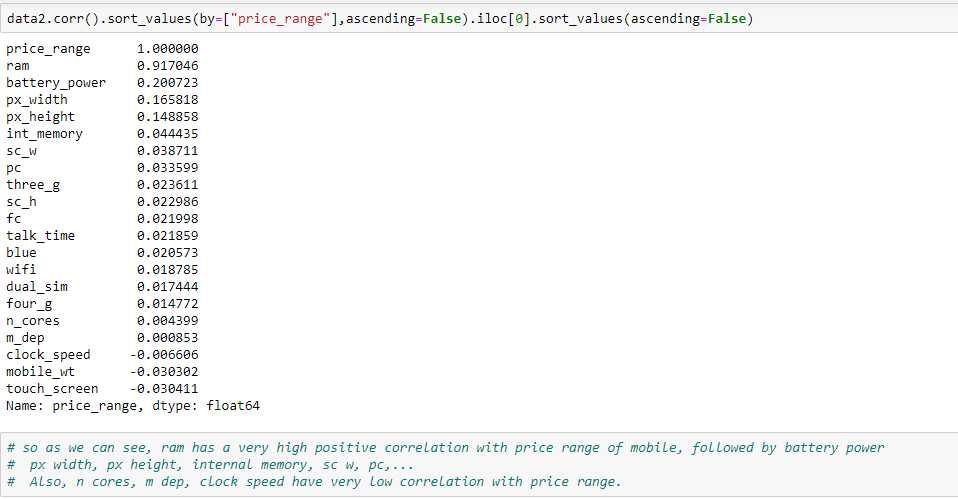 data2.corr().sort_values(by=["price_range"],ascending=False).iloc[0].sort_values(ascending=False)
price_range 1.000000
ram 0.917046
battery_power 0.200723
px_width 0.165818
px_height 0.148858
int_memory 0.044435
sc_w 0.038711
pc 0.033599
three_g 0.023611
sc_h 0.022986
fc 0.021998
talk_time 0.021859
blue 0.020573
wifi 0.018785
dual_sim 0.017444
four_g 0.014772
n_cores 0.004399
m_dep 0.000853
clock_speed -0.006606
mobile_wt -0.030302
touch_screen -0.030411
Name: price_range, dtype: float64
# so as we can see, ram has a very high positive correlation with price range of mobile, followed by battery power
# px width, px height, internal memory, sc w, pc,...
# Also, n cores, m dep, clock speed have very low correlation with price range.